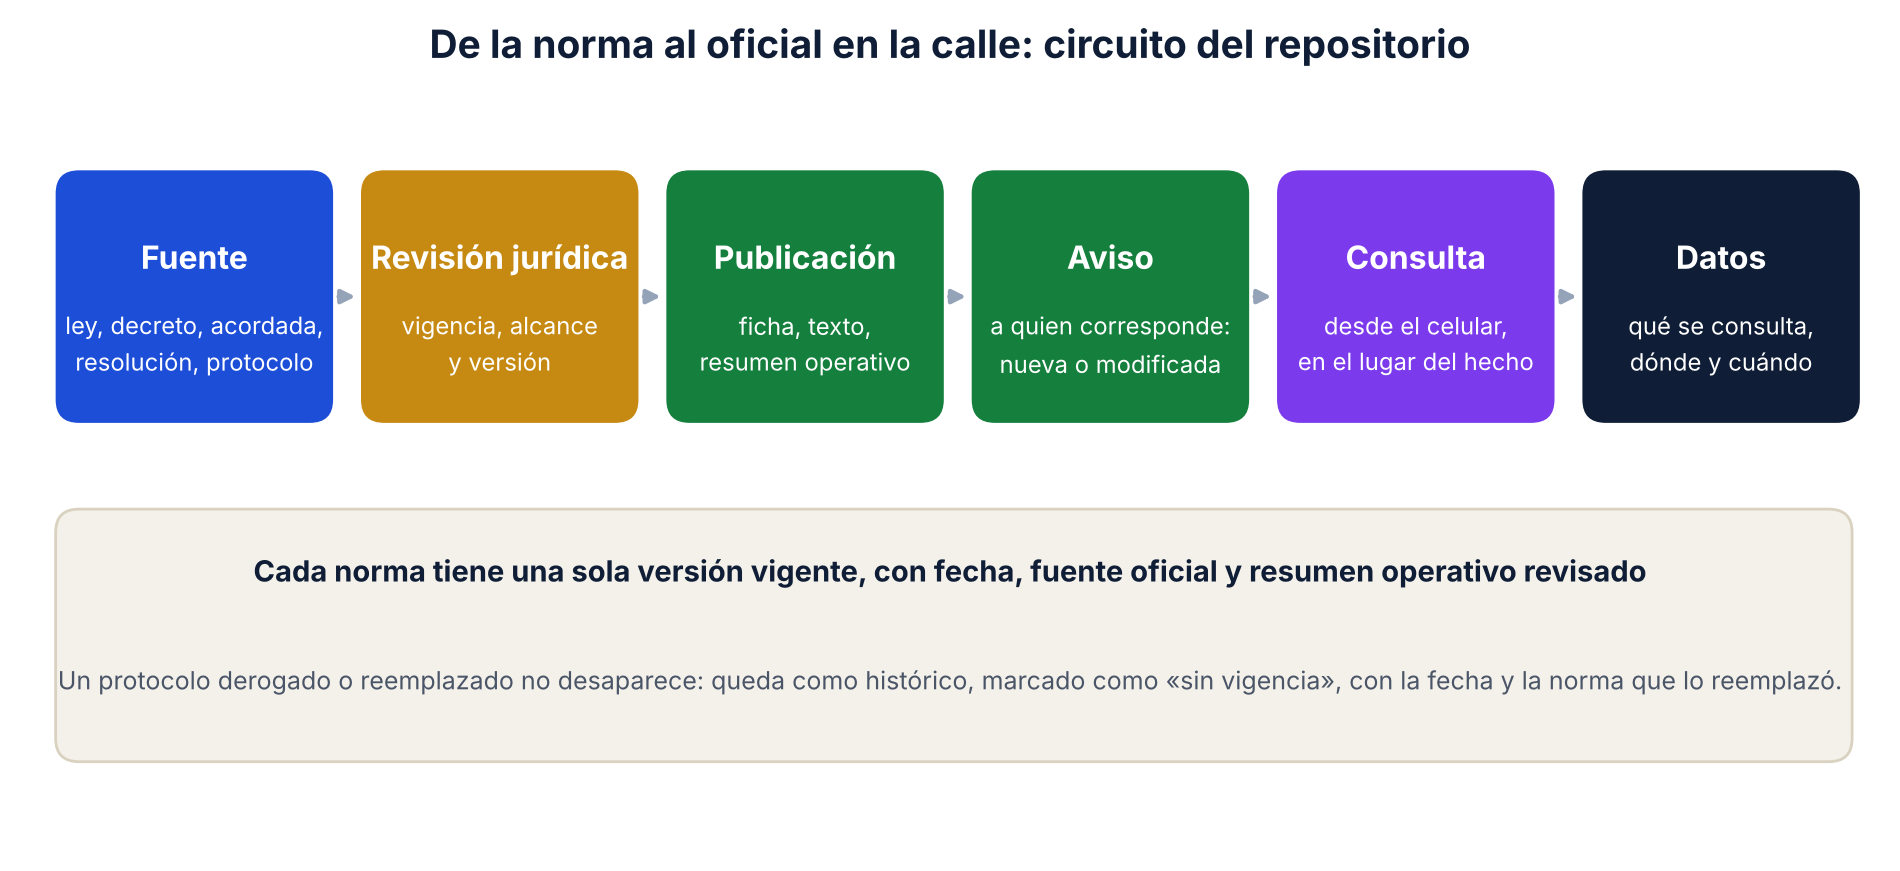 De la norma al oficial en la calle: circuito del repositorio
Fuente
ley, decreto, acordada,
resolución, protocolo
Revisión jurídica
vigencia, alcance
y versión
Publicación
ficha, texto,
resumen operativo
Aviso
a quien corresponde:
nueva o modificada
Consulta
desde el celular,
en el lugar del hecho
Datos
qué se consulta,
dónde y cuándo
Cada norma tiene una sola versión vigente, con fecha, fuente oficial y resumen operativo revisado
Un protocolo derogado o reemplazado no desaparece: queda como histórico, marcado como «sin vigencia», con la fecha y la norma que lo reemplazó.